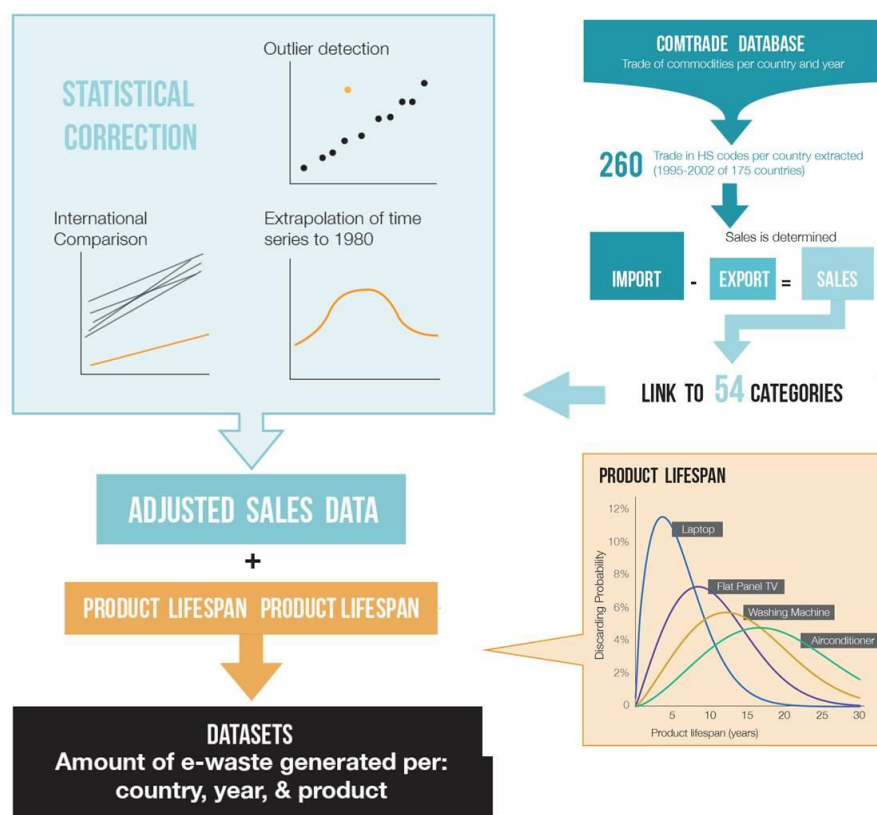 COMTRADE DATABASE
Trade of commodities per country and year
260
Trade in HS codes per country extracted
(1995-2002 of 175 countries)
Sales is determined
IMPORT - EXPORT = SALES
LINK TO 54 CATEGORIES
STATISTICAL
CORRECTION
Outlier detection
International
Comparison
Extrapolation of time
series to 1980
ADJUSTED SALES DATA
+
PRODUCT LIFESPAN PRODUCT LIFESPAN
PRODUCT LIFESPAN
12%
10%
8%
6%
4%
2%
0
Discarding Probability
Laptop
Flat Panel TV
Washing Machine
Airconditioner
5 10 15 20 25 30
Product lifespan (years)
DATASETS
Amount of e-waste generated per:
country, year, & product